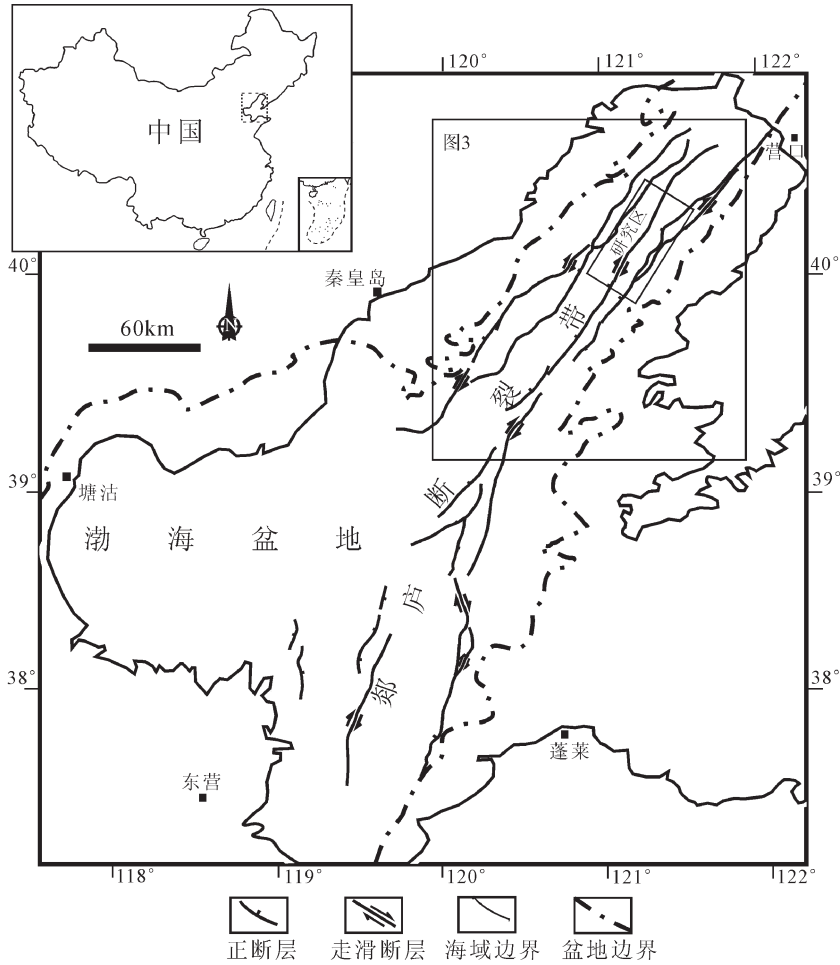 中国
120°
121°
122°
图3
营口
研究区
40°
40°
秦皇岛
N
60km
郯庐断裂带
39°
39°
塘沽
渤海盆地
38°
38°
蓬莱
东营
118°
119°
120°
121°
122°
正断层
走滑断层
海域边界
盆地边界